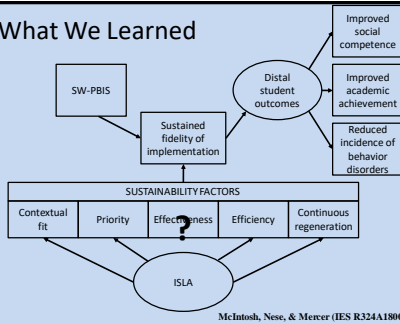 What We Learned
SW-PBIS
Sustained
fidelity of
implementation
Distal
student
outcomes
Improved
social
competence
Improved
academic
achievement
Reduced
incidence of
behavior
disorders
SUSTAINABILITY FACTORS
Contextual
fit
Priority
Effectiveness
?
Efficiency
Continuous
regeneration
ISLA
McIntosh, Nese, & Mercer (IES R324A1800